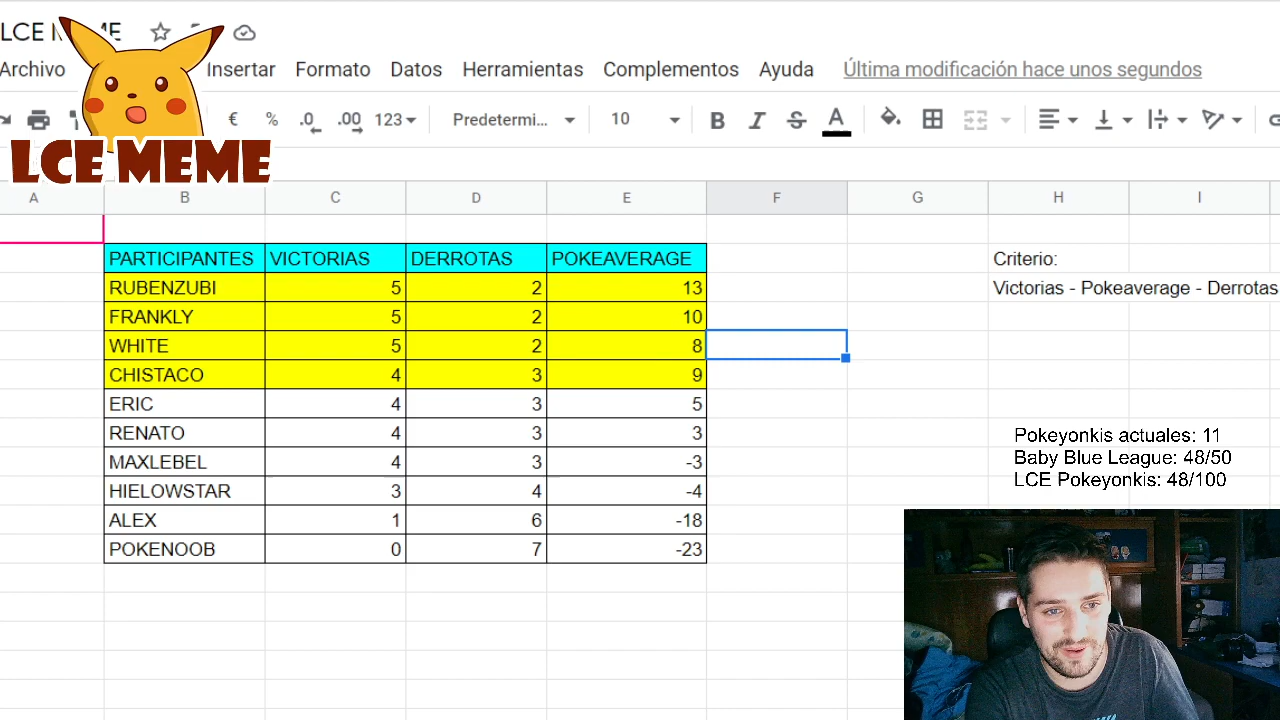 LCE MEME
Archivo Insertar Formato Datos Herramientas Complementos Ayuda Última modificación hace unos segundos
€ % .0 .00 123 Predetermi... 10 B I S A
LCE MEME
A B C D E F G H I
PARTICIPANTES VICTORIAS DERROTAS POKEAVERAGE Criterio:
RUBENZUBI 5 2 13 Victorias - Pokeaverage - Derrotas
FRANKLY 5 2 10
WHITE 5 2 8
CHISTACO 4 3 9
ERIC 4 3 5
RENATO 4 3 3
Pokeyonkis actuales: 11
MAXLEBEL 4 3 -3
Baby Blue League: 48/50
HIELOWSTAR 3 4 -4
LCE Pokeyonkis: 48/100
ALEX 1 6 -18
POKENOOB 0 7 -23